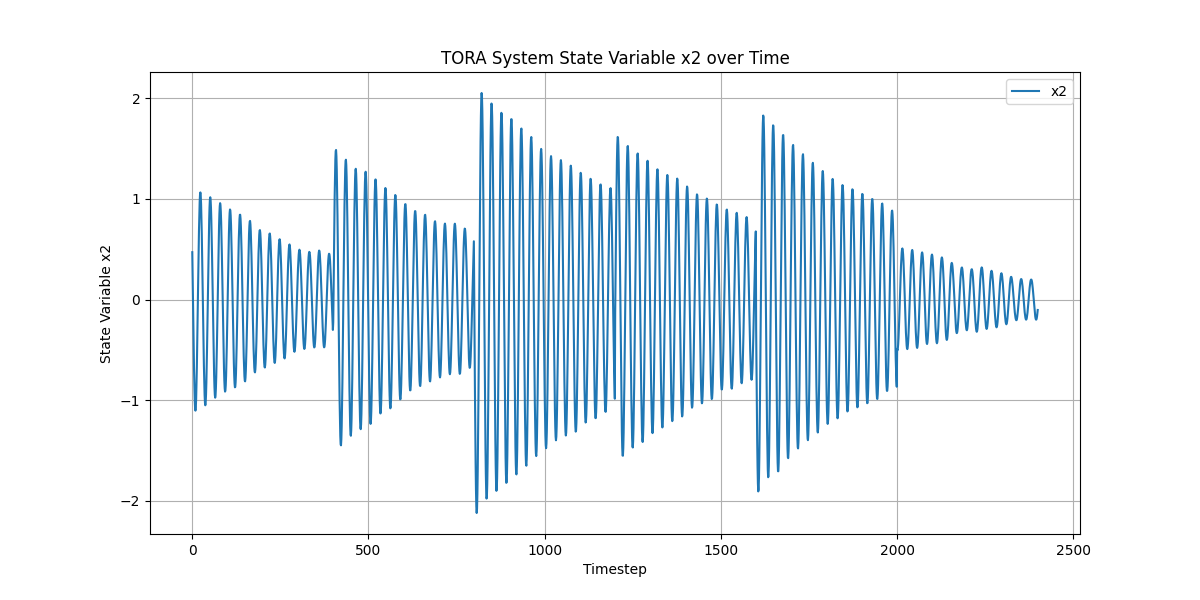 TORA System State Variable x2 over Time
x2
State Variable x2
2
1
0
−1
−2
0 500 1000 1500 2000 2500
Timestep